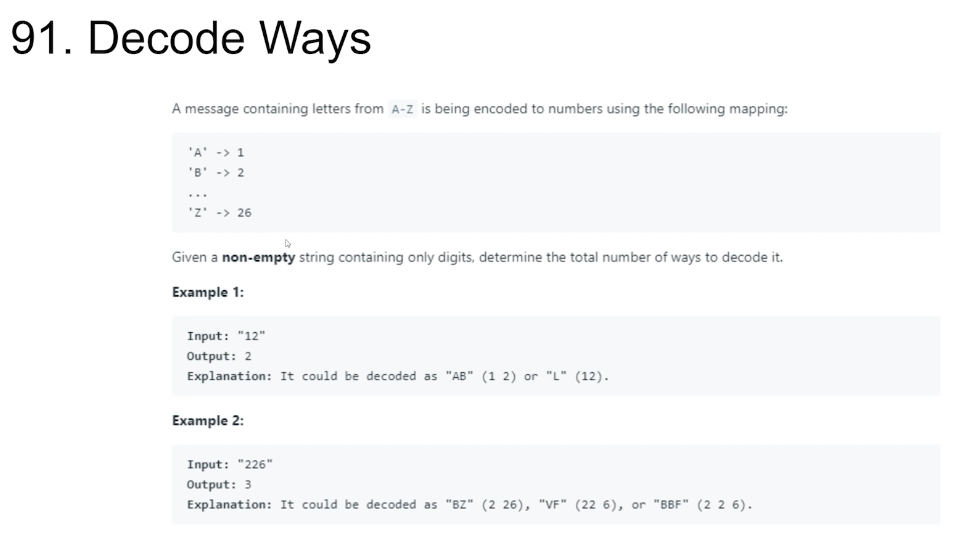 91. Decode Ways
A message containing letters from A-Z is being encoded to numbers using the following mapping:
'A' -> 1
'B' -> 2
...
'Z' -> 26
Given a non-empty string containing only digits, determine the total number of ways to decode it.
Example 1:
Input: "12"
Output: 2
Explanation: It could be decoded as "AB" (1 2) or "L" (12).
Example 2:
Input: "226"
Output: 3
Explanation: It could be decoded as "BZ" (2 26), "VF" (22 6), or "BBF" (2 2 6).